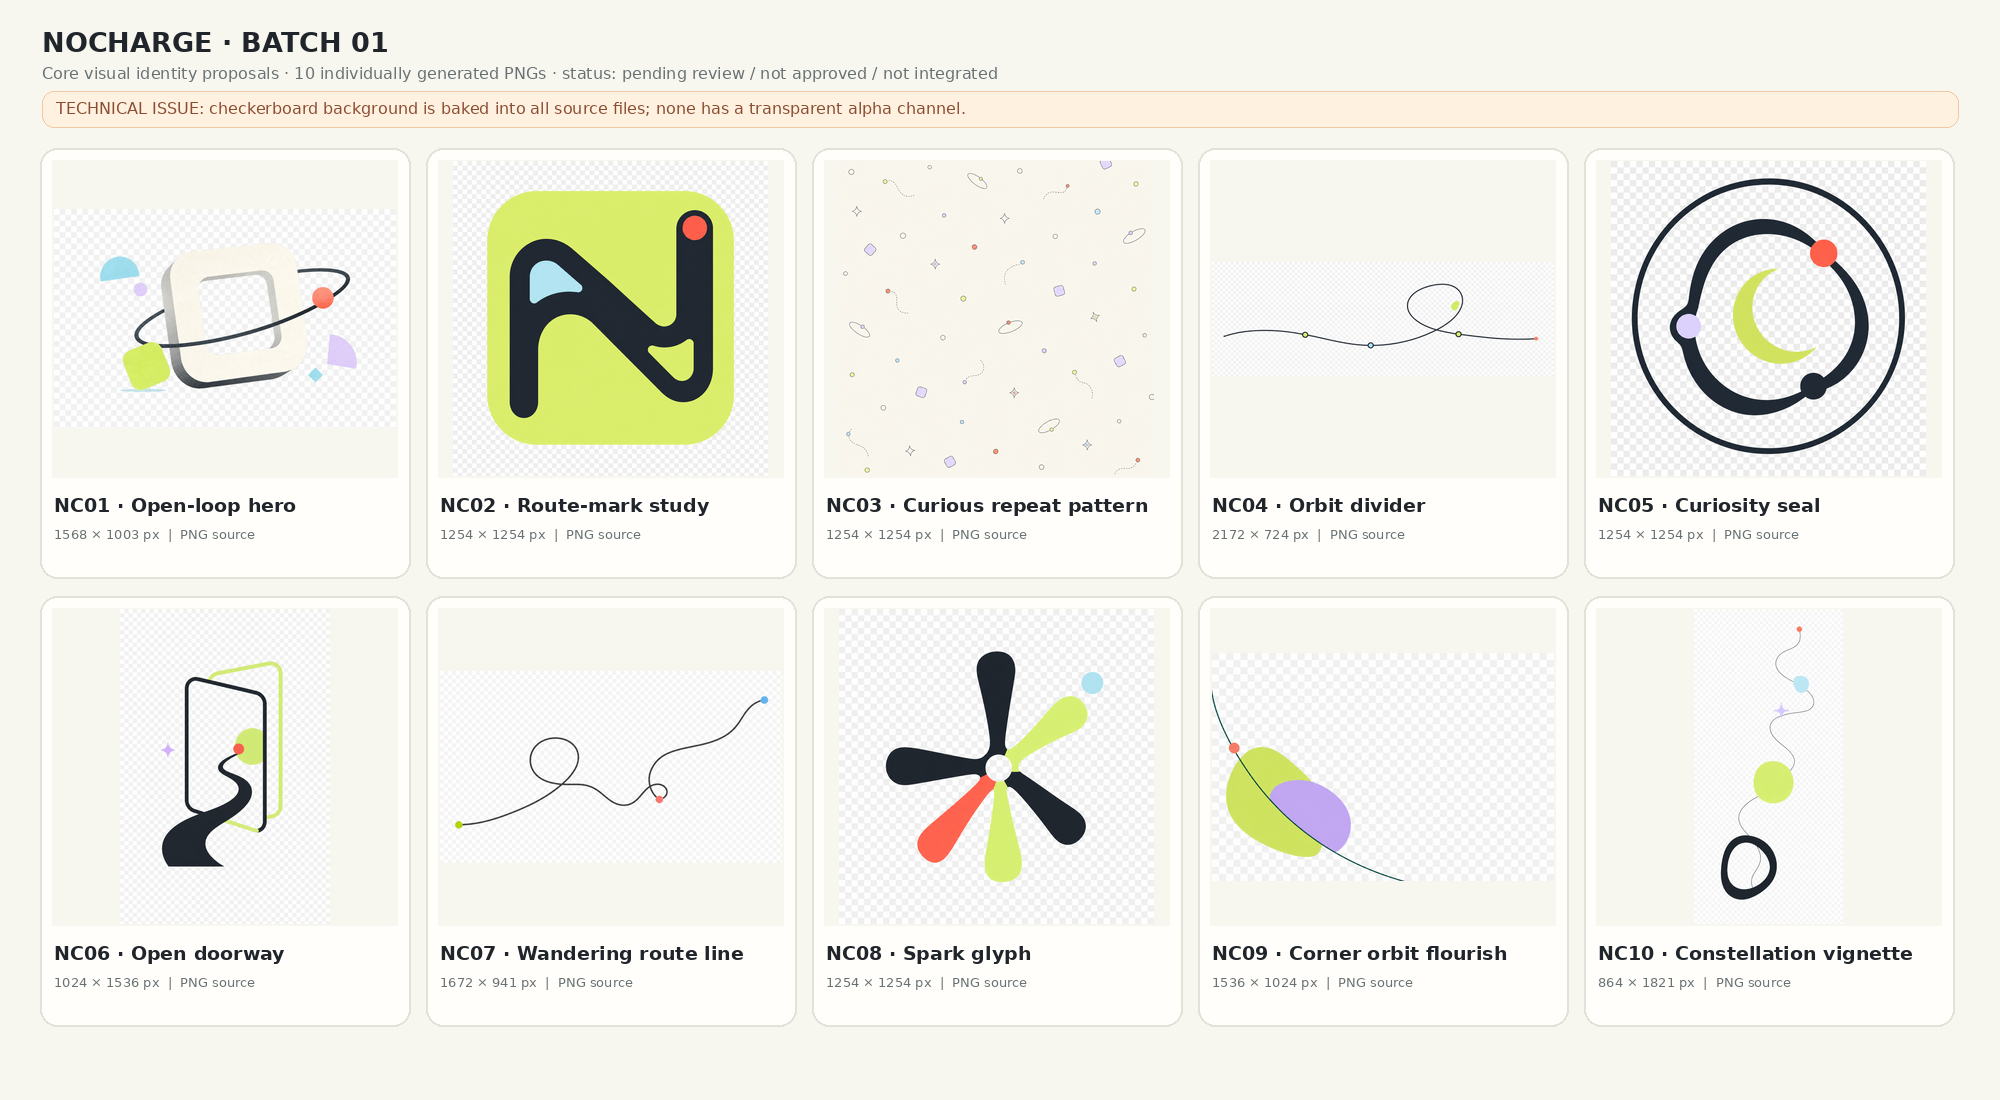 NOCHARGE · BATCH 01
Core visual identity proposals · 10 individually generated PNGs · status: pending review / not approved / not integrated
TECHNICAL ISSUE: checkerboard background is baked into all source files; none has a transparent alpha channel.
NC01 · Open-loop hero
1568 × 1003 px | PNG source
NC02 · Route-mark study
1254 × 1254 px | PNG source
NC03 · Curious repeat pattern
1254 × 1254 px | PNG source
NC04 · Orbit divider
2172 × 724 px | PNG source
NC05 · Curiosity seal
1254 × 1254 px | PNG source
NC06 · Open doorway
1024 × 1536 px | PNG source
NC07 · Wandering route line
1672 × 941 px | PNG source
NC08 · Spark glyph
1254 × 1254 px | PNG source
NC09 · Corner orbit flourish
1536 × 1024 px | PNG source
NC10 · Constellation vignette
864 × 1821 px | PNG source